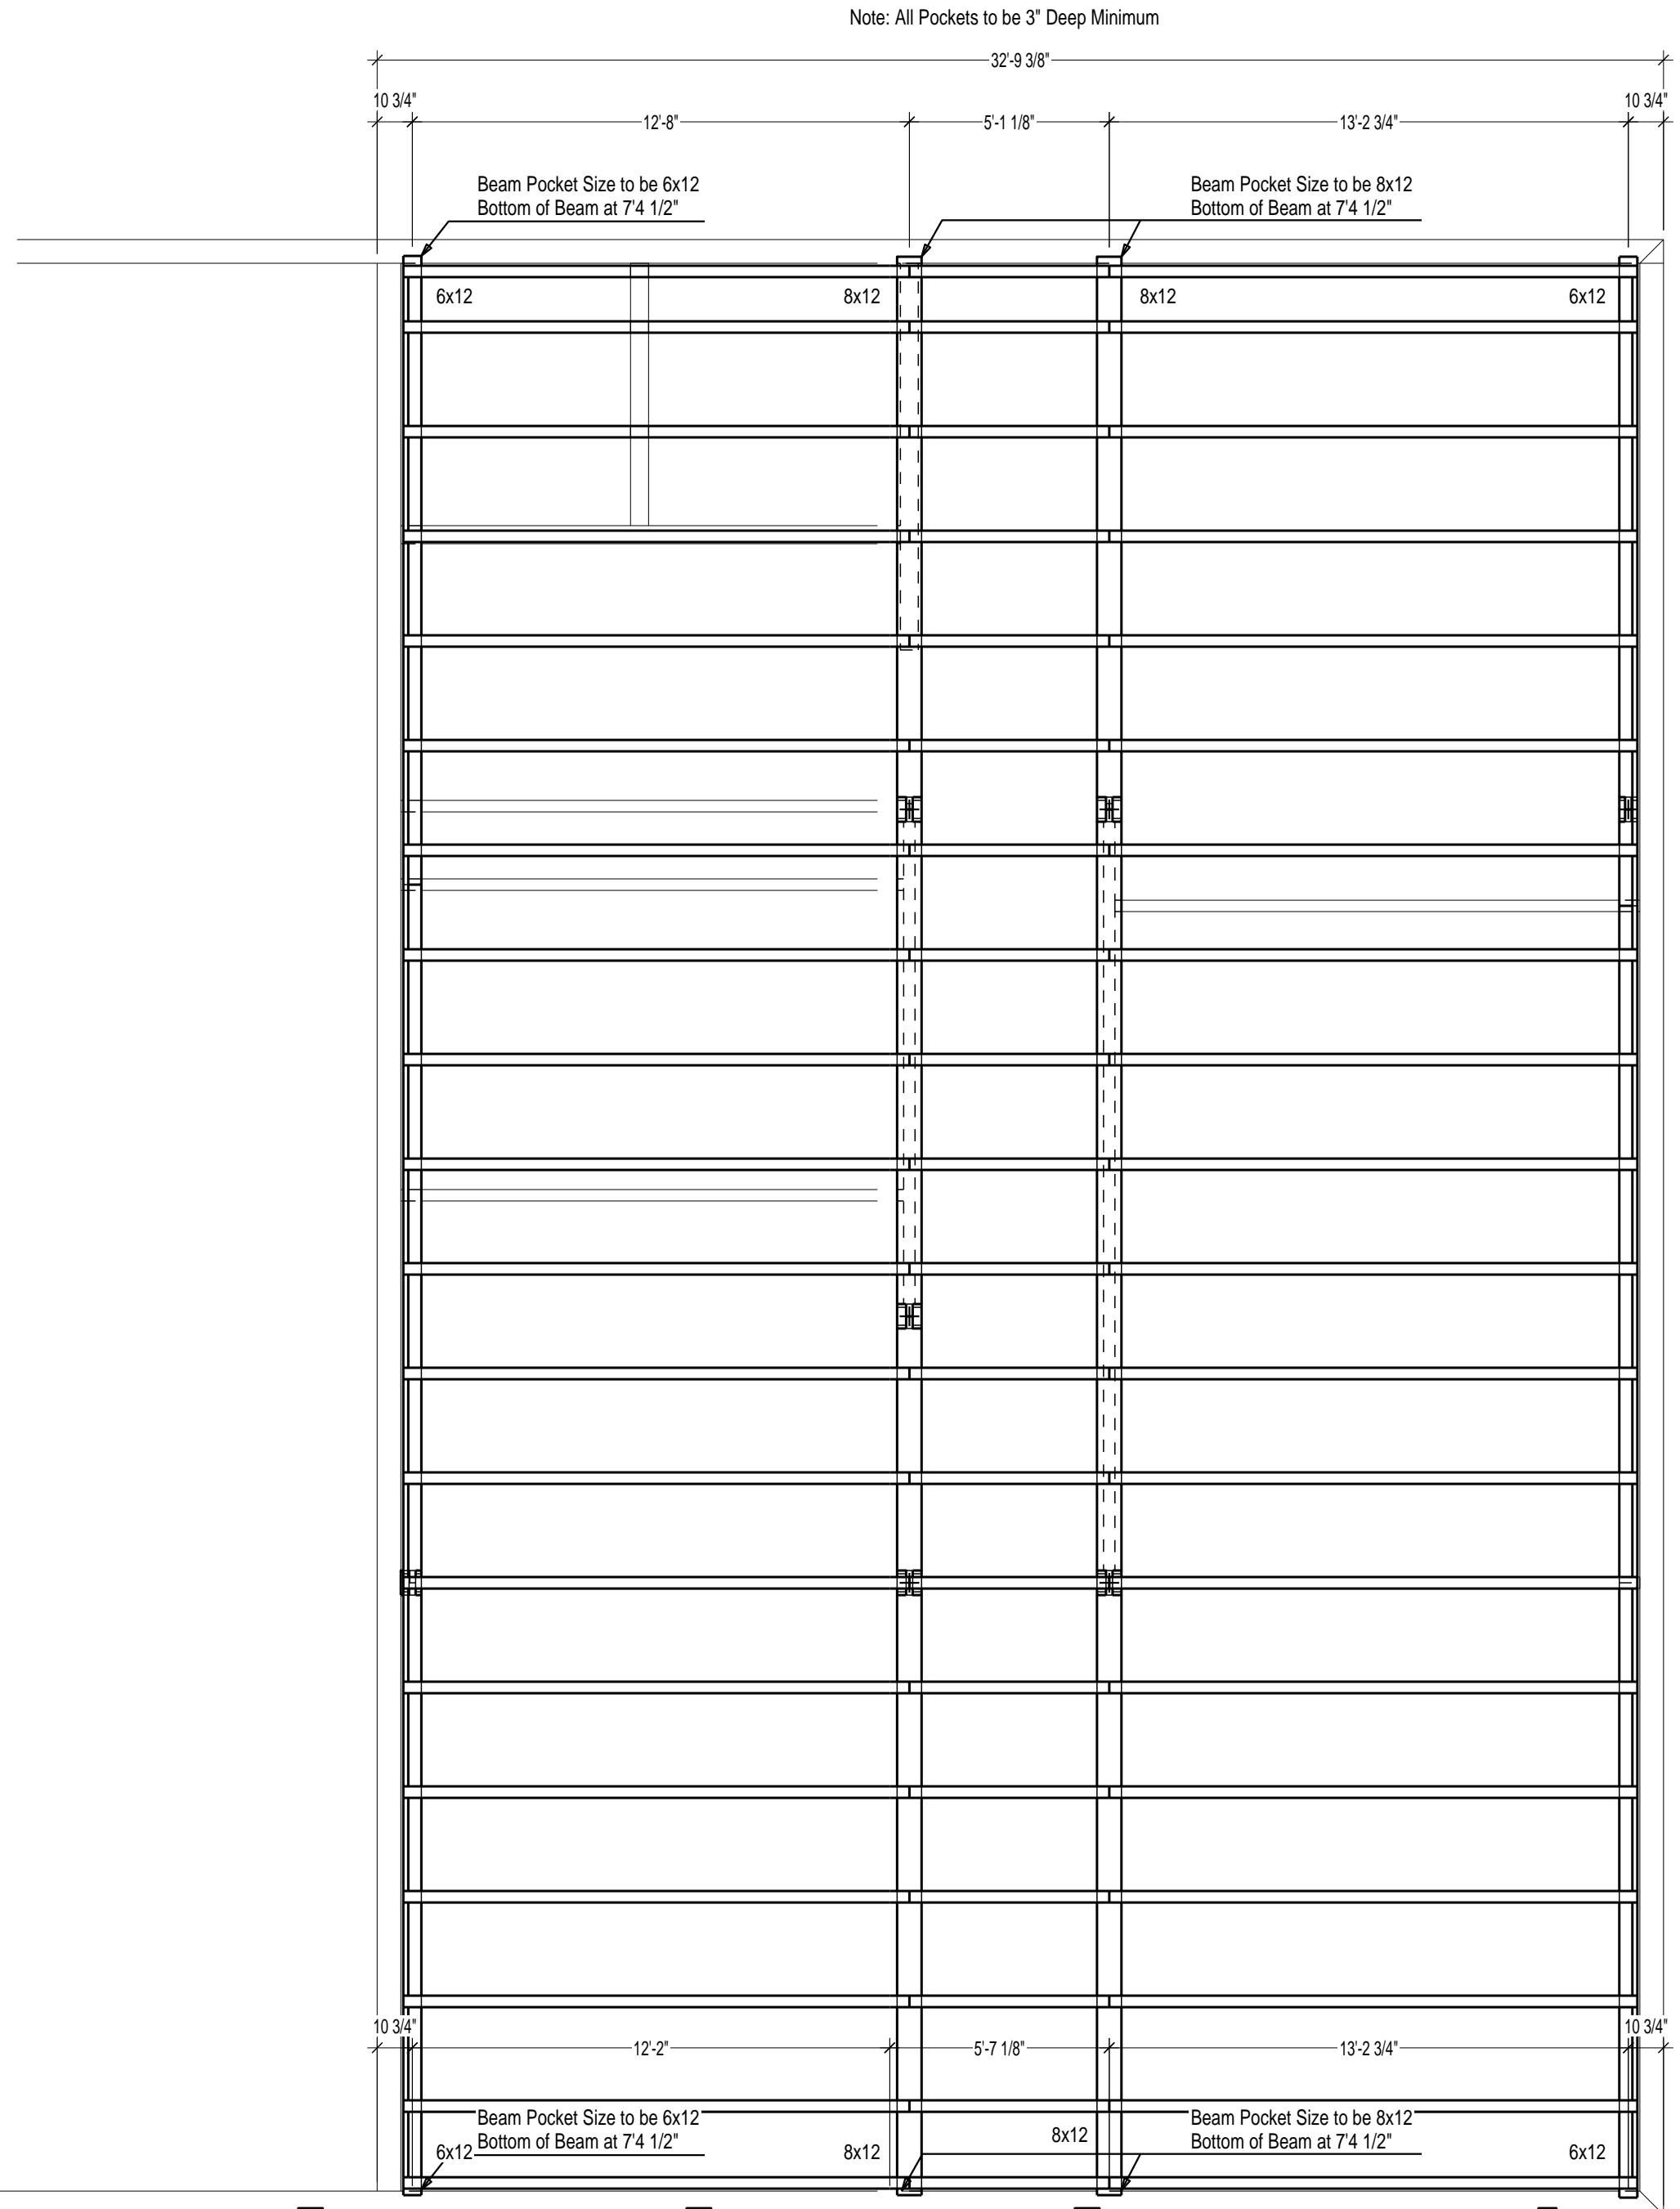 Note: All Pockets to be 3" Deep Minimum
32'-9 3/8"
10 3/4"
10 3/4"
12'-8"
5'-1 1/8"
13'-2 3/4"
Beam Pocket Size to be 6x12
Bottom of Beam at 7'4 1/2"
Beam Pocket Size to be 8x12
Bottom of Beam at 7'4 1/2"
6x12
8x12
8x12
6x12
10 3/4"
10 3/4"
12'-2"
5'-7 1/8"
13'-2 3/4"
Beam Pocket Size to be 6x12
Bottom of Beam at 7'4 1/2"
Beam Pocket Size to be 8x12
Bottom of Beam at 7'4 1/2"
6x12
8x12
8x12
6x12